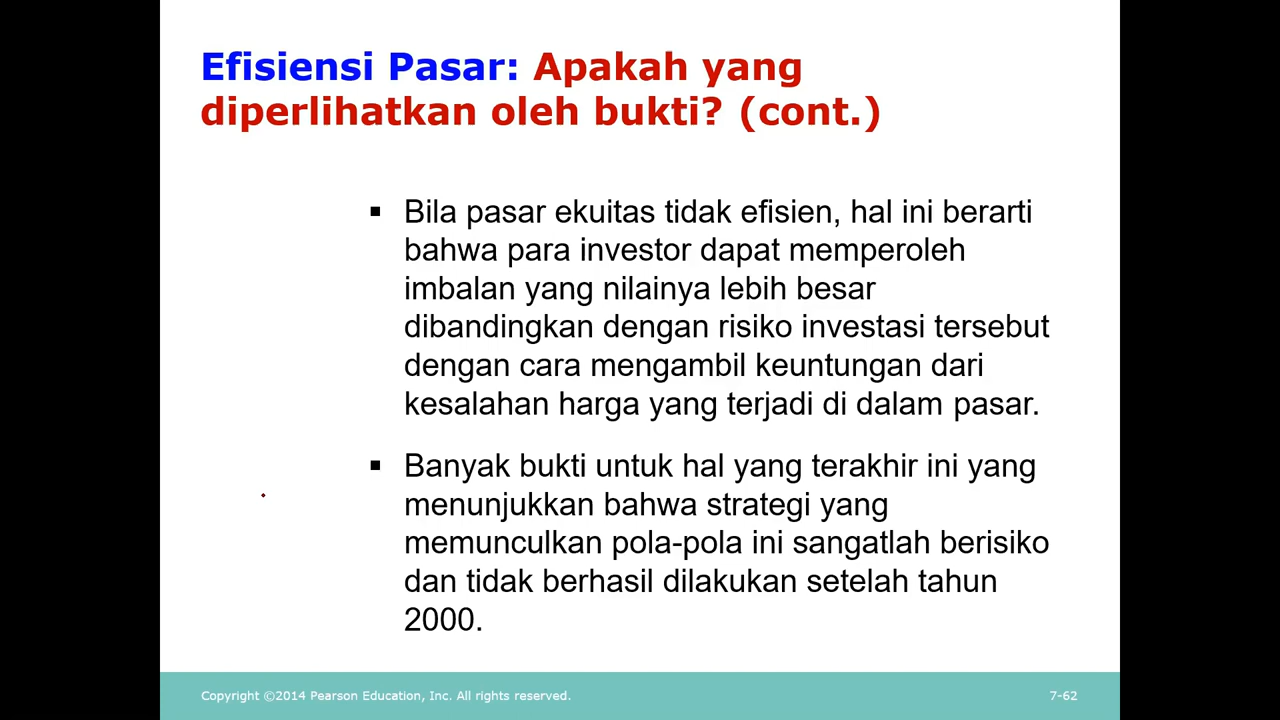 Efisiensi Pasar: Apakah yang
diperlihatkan oleh bukti? (cont.)
▪ Bila pasar ekuitas tidak efisien, hal ini berarti
bahwa para investor dapat memperoleh
imbalan yang nilainya lebih besar
dibandingkan dengan risiko investasi tersebut
dengan cara mengambil keuntungan dari
kesalahan harga yang terjadi di dalam pasar.
▪ Banyak bukti untuk hal yang terakhir ini yang
menunjukkan bahwa strategi yang
memunculkan pola-pola ini sangatlah berisiko
dan tidak berhasil dilakukan setelah tahun
2000.
Copyright ©2014 Pearson Education, Inc. All rights reserved.
7-62